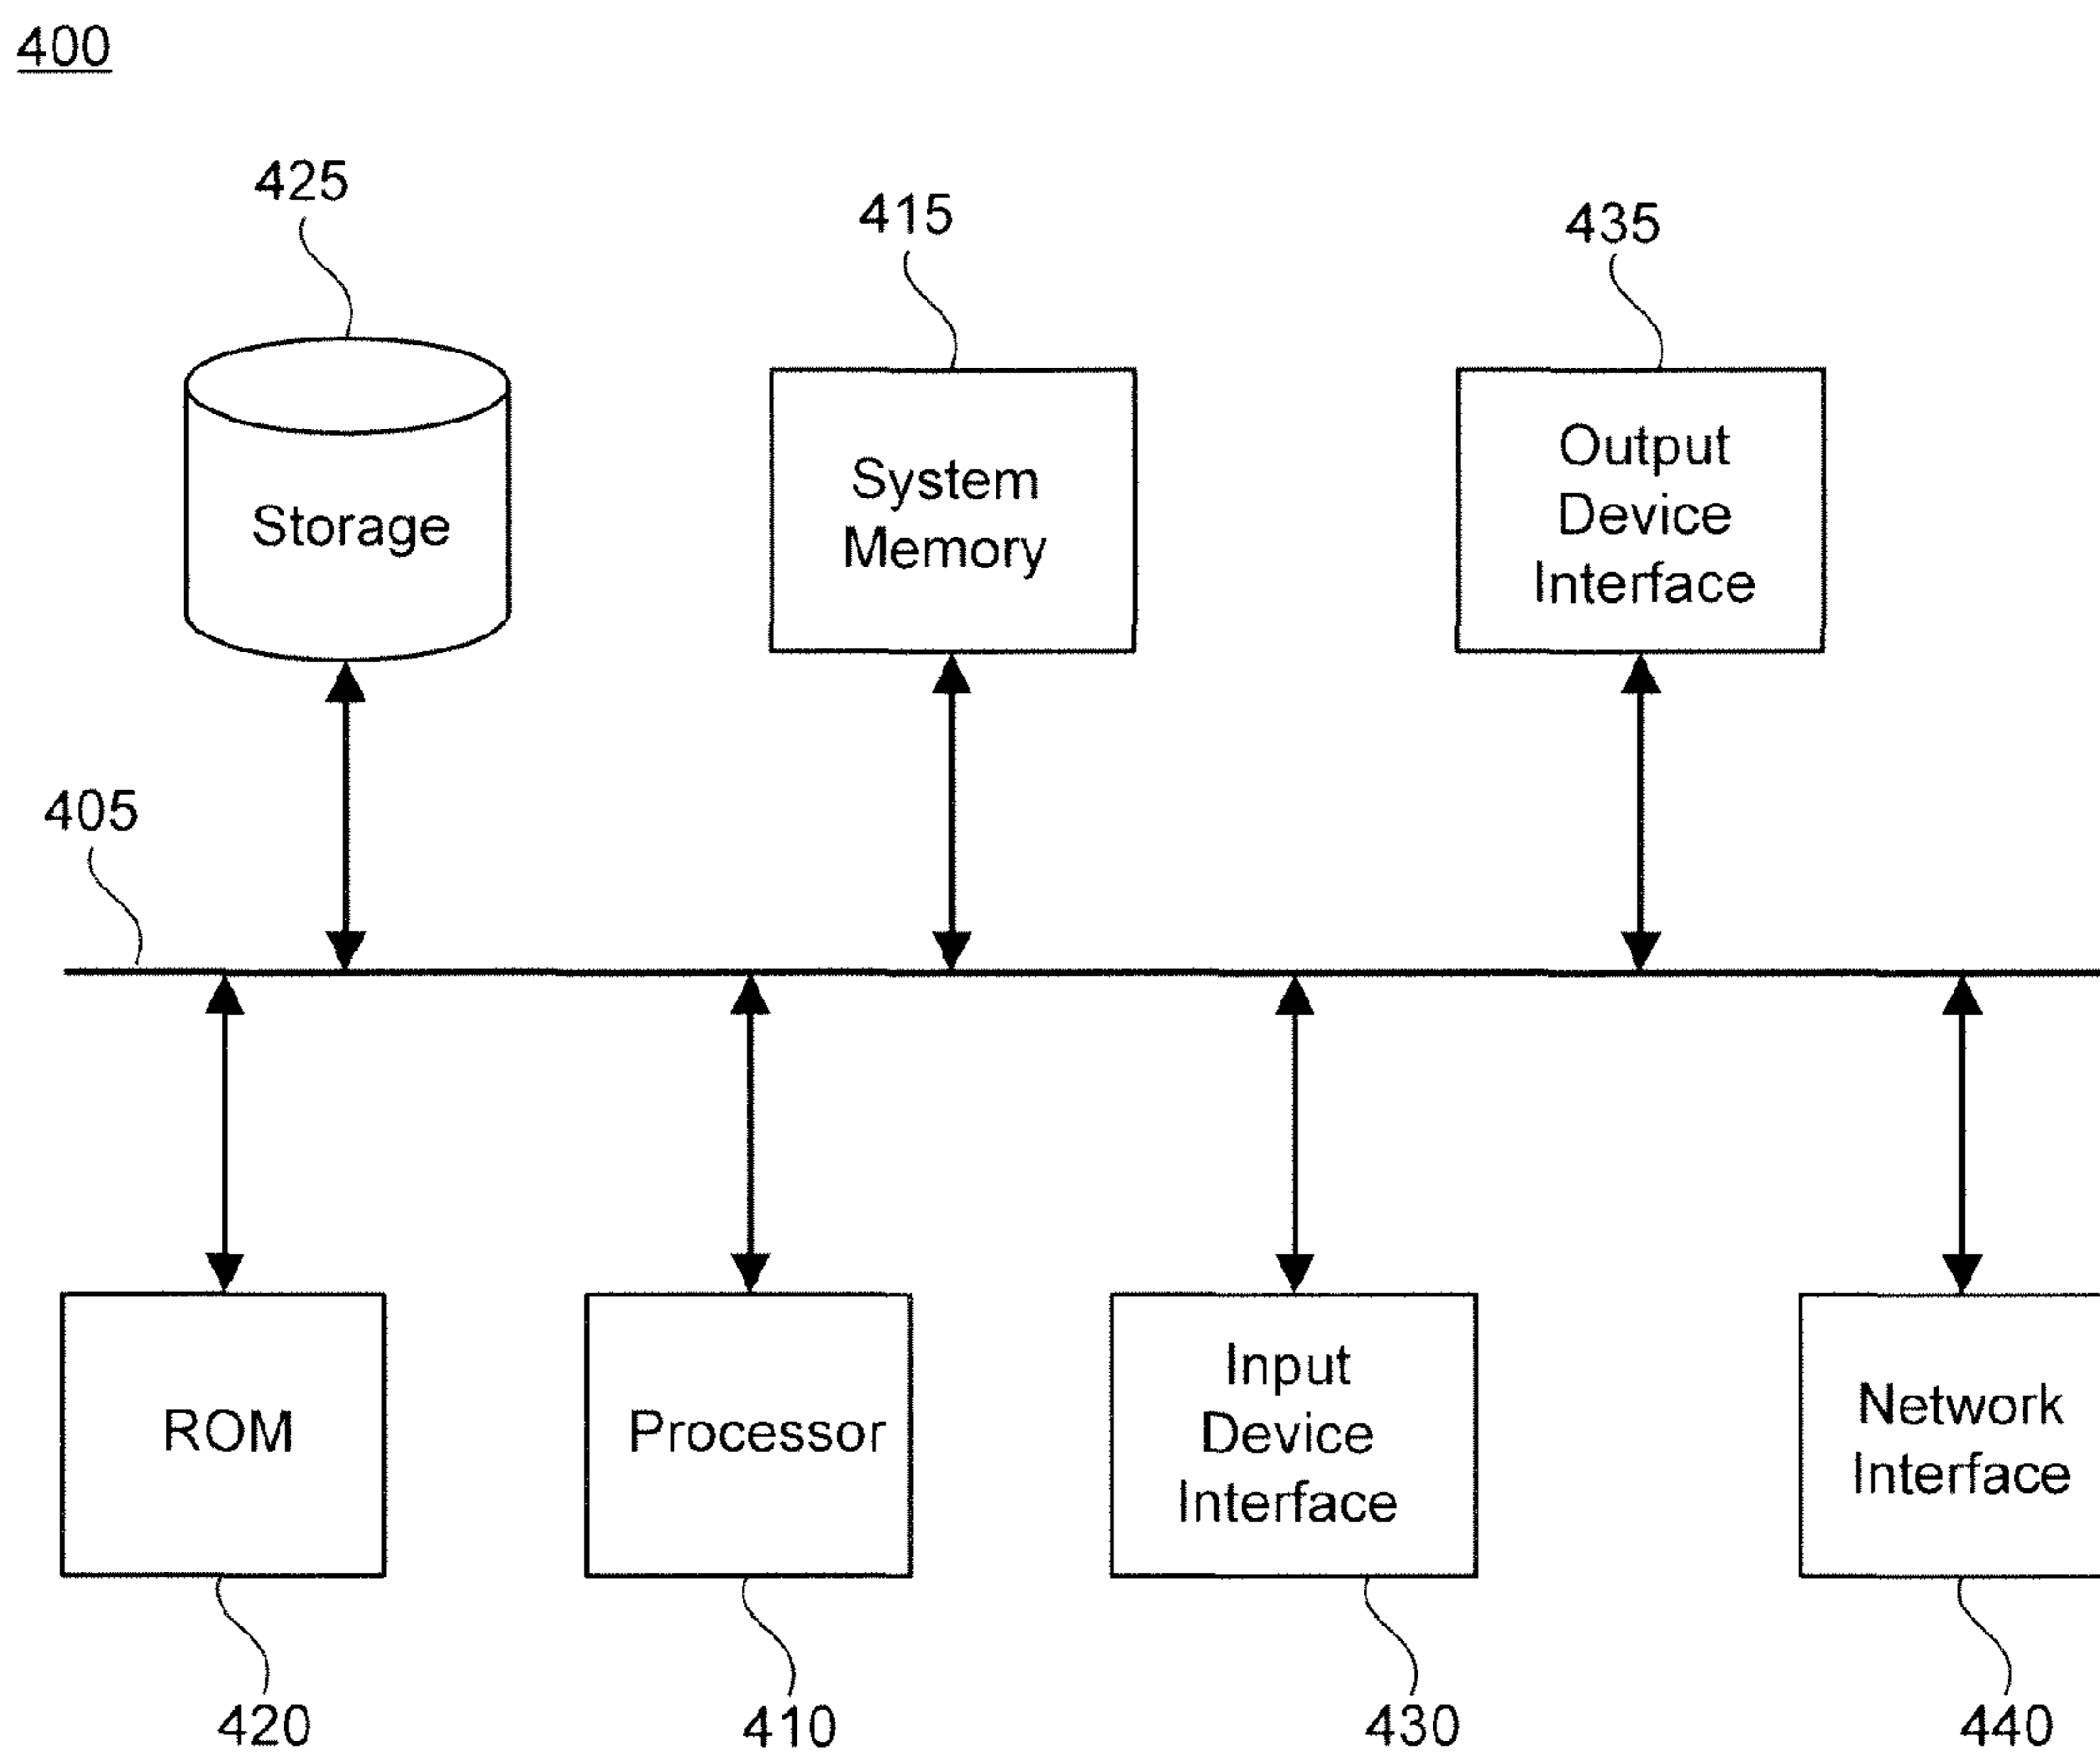 400
425
415
435
Storage
System
Memory
Output
Device
Interface
405
ROM
Processor
Input
Device
Interface
Network
Interface
420
410
430
440